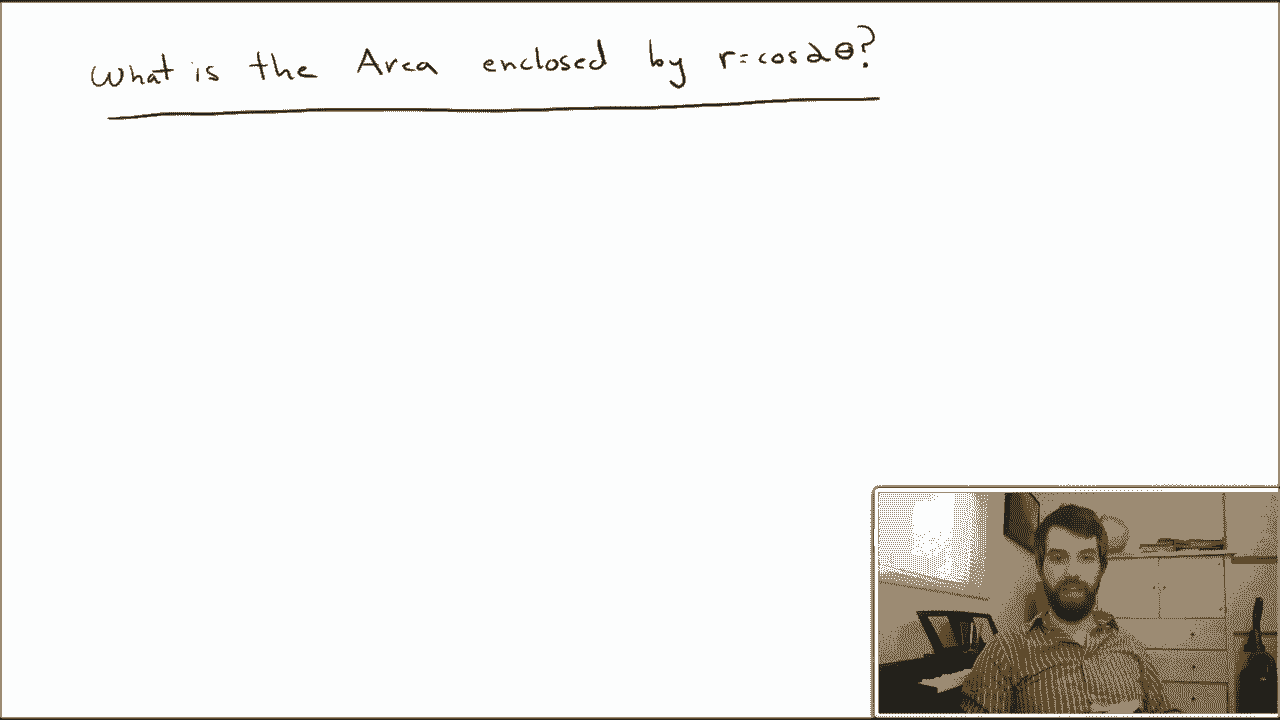 What is the Area enclosed by r=cos2θ?